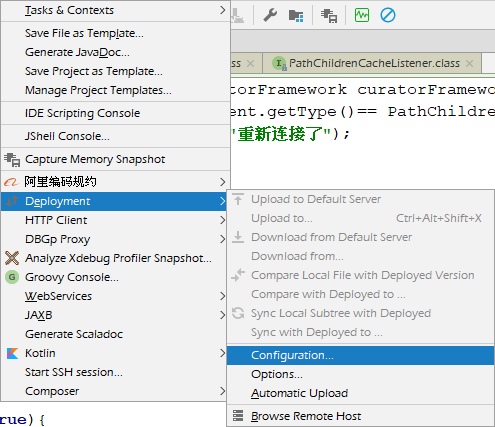 Tasks & Contexts
Save File as Template...
Generate JavaDoc...
Save Project as Template...
Manage Project Templates...
IDE Scripting Console
JShell Console...
Capture Memory Snapshot
阿里编码规约
Deployment
HTTP Client
DBGp Proxy
Analyze Xdebug Profiler Snapshot...
Groovy Console...
WebServices
JAXB
Generate Scaladoc
Kotlin
Start SSH session...
Composer
rue){
ss
PathChildrenCacheListener.class
torFramework curatorFramewo
ent.getType()== PathChildre
"重新连接了");
Upload to Default Server
Upload to... Ctrl+Alt+Shift+X
Download from Default Server
Download from...
Compare Local File with Deployed Version
Compare with Deployed to ...
Sync Local Subtree with Deployed
Sync with Deployed to ...
Configuration...
Options...
Automatic Upload
Browse Remote Host